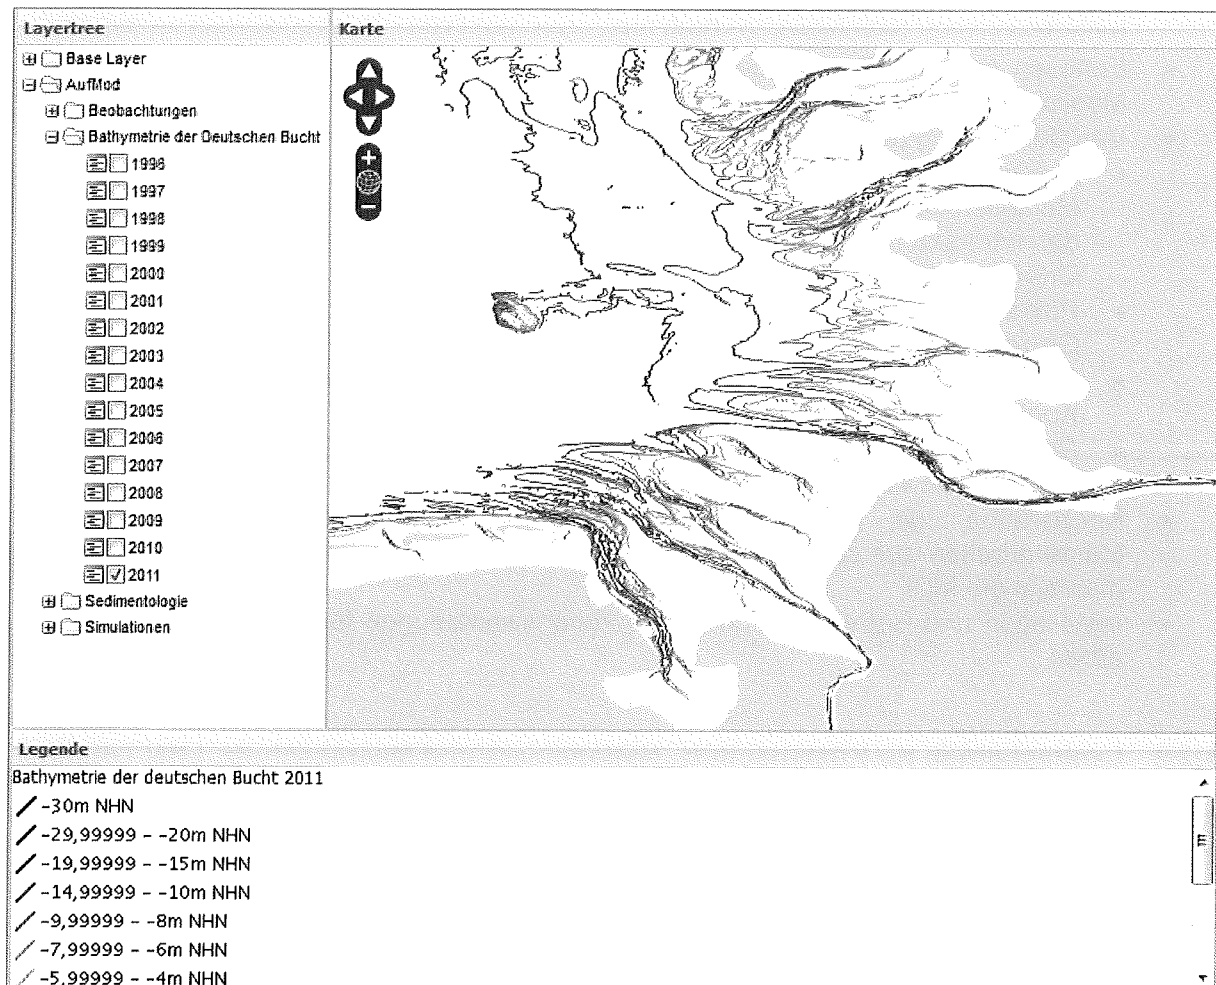 Layertree
Karte
Base Layer
AufMod
Beobachtungen
Bathymetrie der Deutschen Bucht
1996
1997
1998
1999
2000
2001
2002
2003
2004
2005
2006
2007
2008
2009
2010
2011
Sedimentologie
Simulationen
Legende
Bathymetrie der deutschen Bucht 2011
-30m NHN
-29,99999 - -20m NHN
-19,99999 - -15m NHN
-14,99999 - -10m NHN
-9,99999 - -8m NHN
-7,99999 - -6m NHN
-5,99999 - -4m NHN